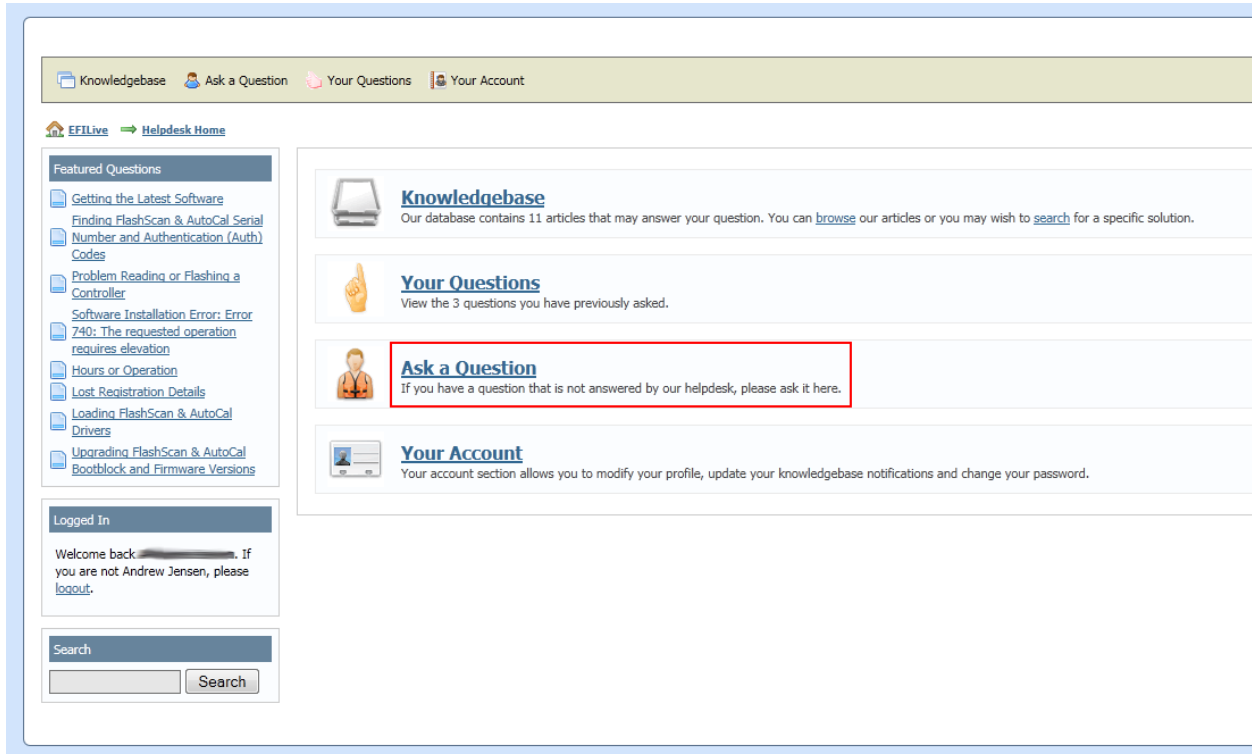 Knowledgebase Ask a Question Your Questions Your Account
EFILive Helpdesk Home
Featured Questions
Getting the Latest Software
Finding FlashScan & AutoCal Serial
Number and Authentication (Auth)
Codes
Problem Reading or Flashing a
Controller
Software Installation Error: Error
740: The requested operation
requires elevation
Hours or Operation
Lost Registration Details
Loading FlashScan & AutoCal
Drivers
Upgrading FlashScan & AutoCal
Bootblock and Firmware Versions
Logged In
Welcome back . If
you are not Andrew Jensen, please
logout.
Search
Search
Knowledgebase
Our database contains 11 articles that may answer your question. You can browse our articles or you may wish to search for a specific solution.
Your Questions
View the 3 questions you have previously asked.
Ask a Question
If you have a question that is not answered by our helpdesk, please ask it here.
Your Account
Your account section allows you to modify your profile, update your knowledgebase notifications and change your password.